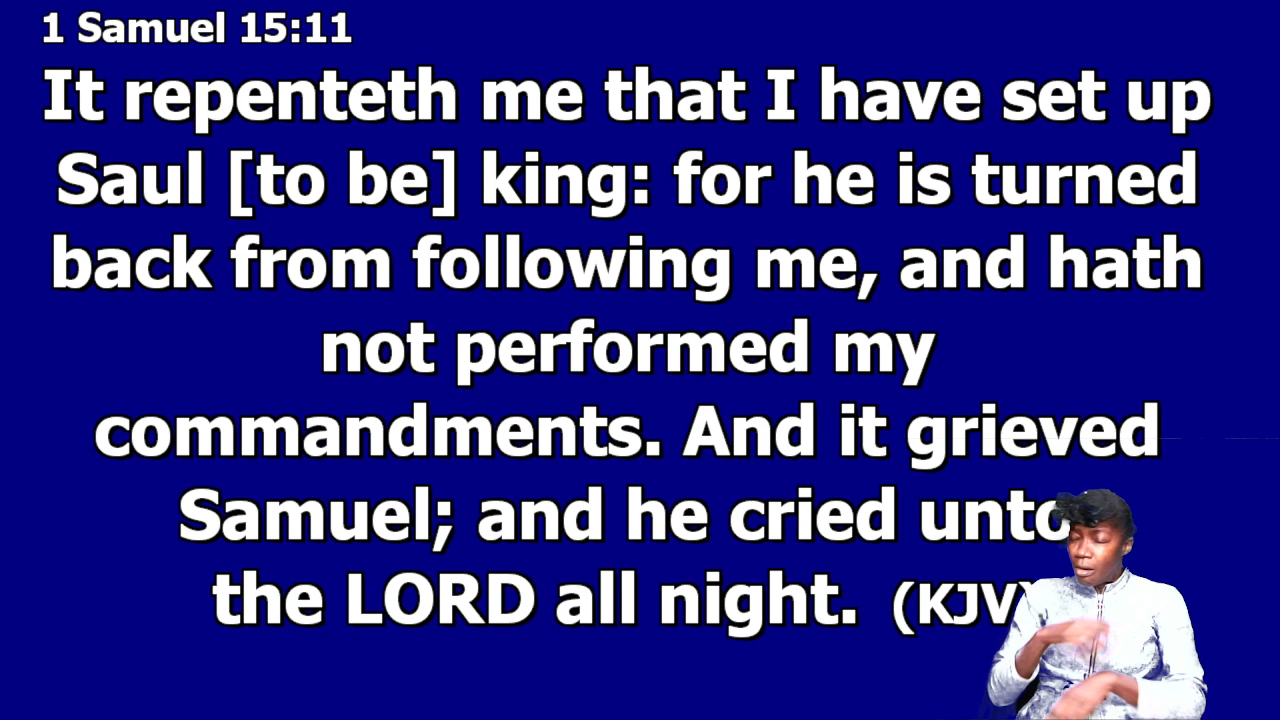 1 Samuel 15:11
It repenteth me that I have set up
Saul [to be] king: for he is turned
back from following me, and hath
not performed my
commandments. And it grieved
Samuel; and he cried unto
the LORD all night. (KJV)